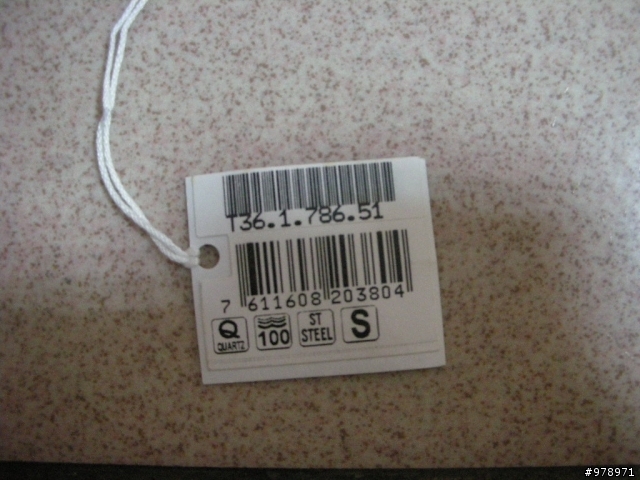 T36.1.786.51
7 611608 203804
Q QUARTZ 100 ST STEEL S
#978971